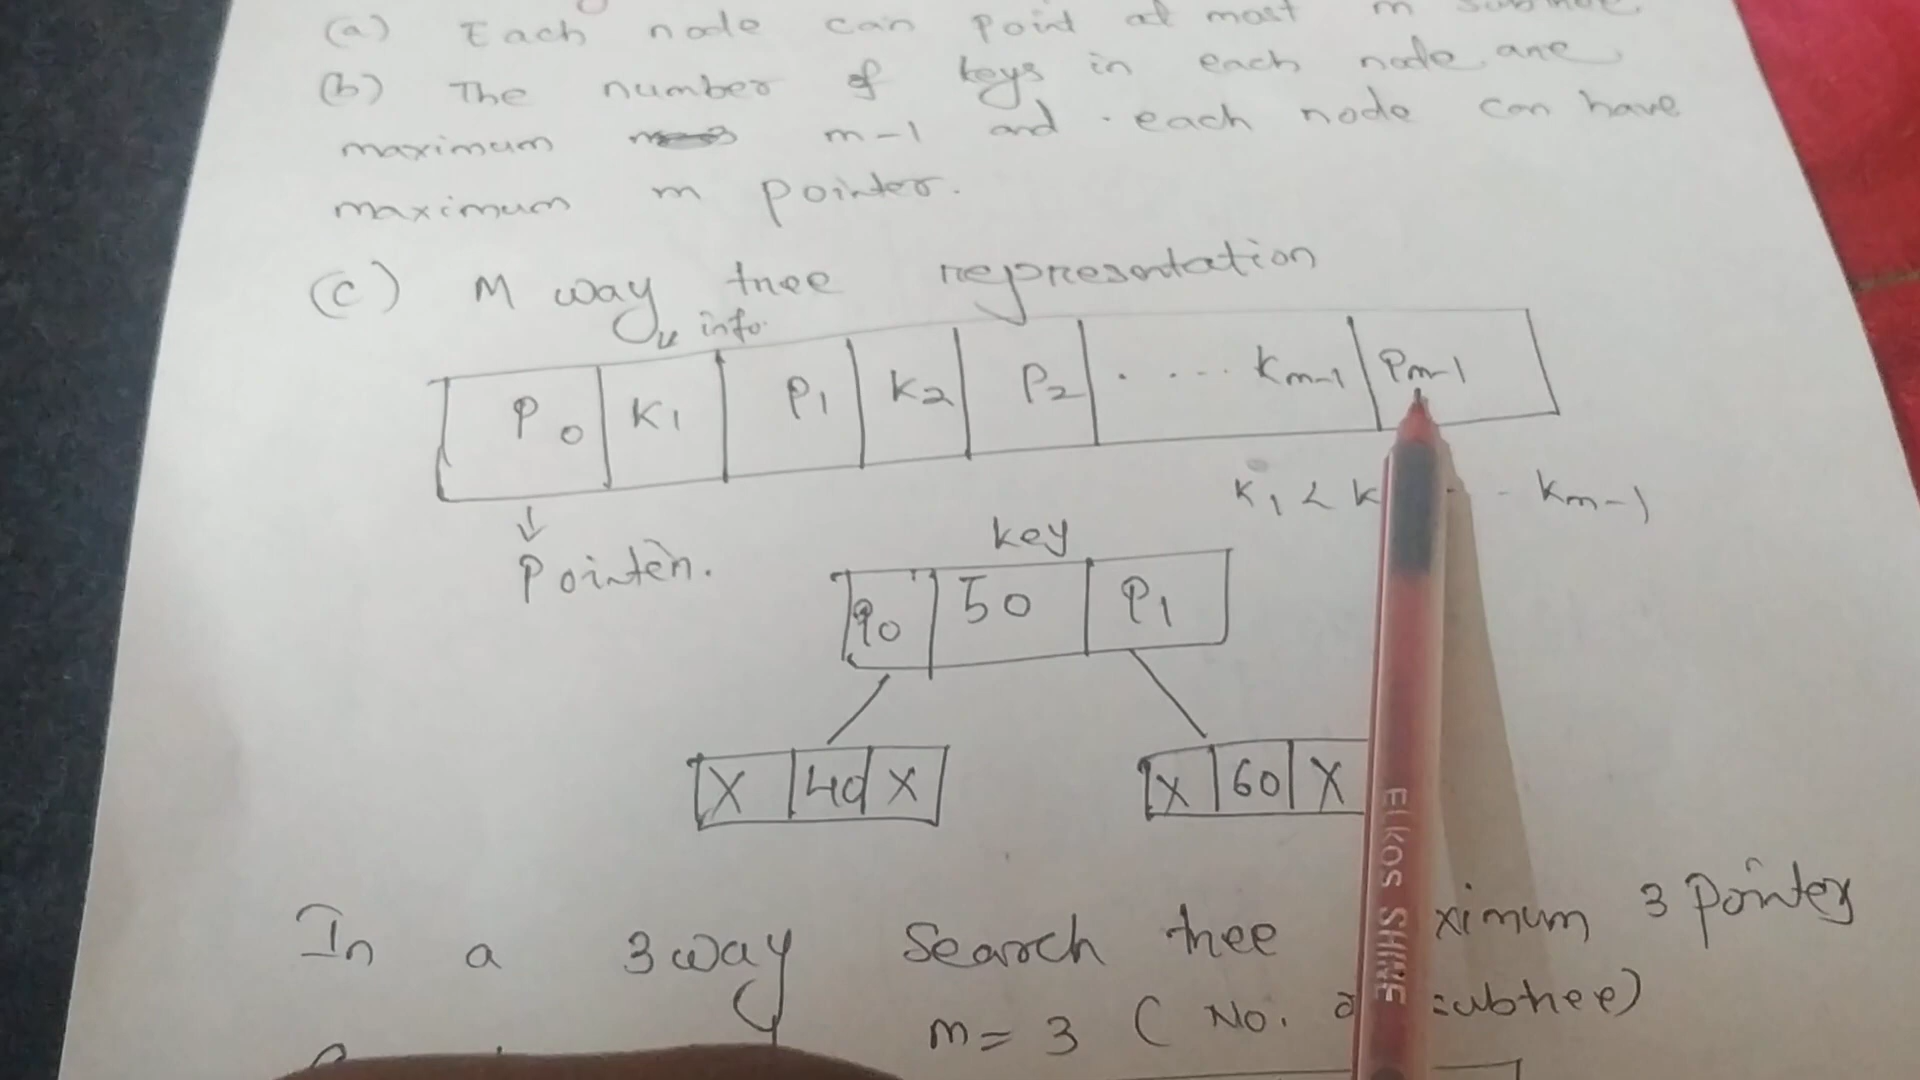 (a) Each node can point at most m
(b) The number of keys in each node are
maximum m-1 and each node can have
maximum m pointer.
(c) M way tree representation
info
P0 K1 P1 K2 P2 ..... Km-1 Pm-1
K1 < K - - Km-1
Pointer.
key
P0 50 P1
X 40 X X 60 X
In a 3 way Search tree ximum 3 pointer
m = 3 (No. subtree)
ELKOS SHINE